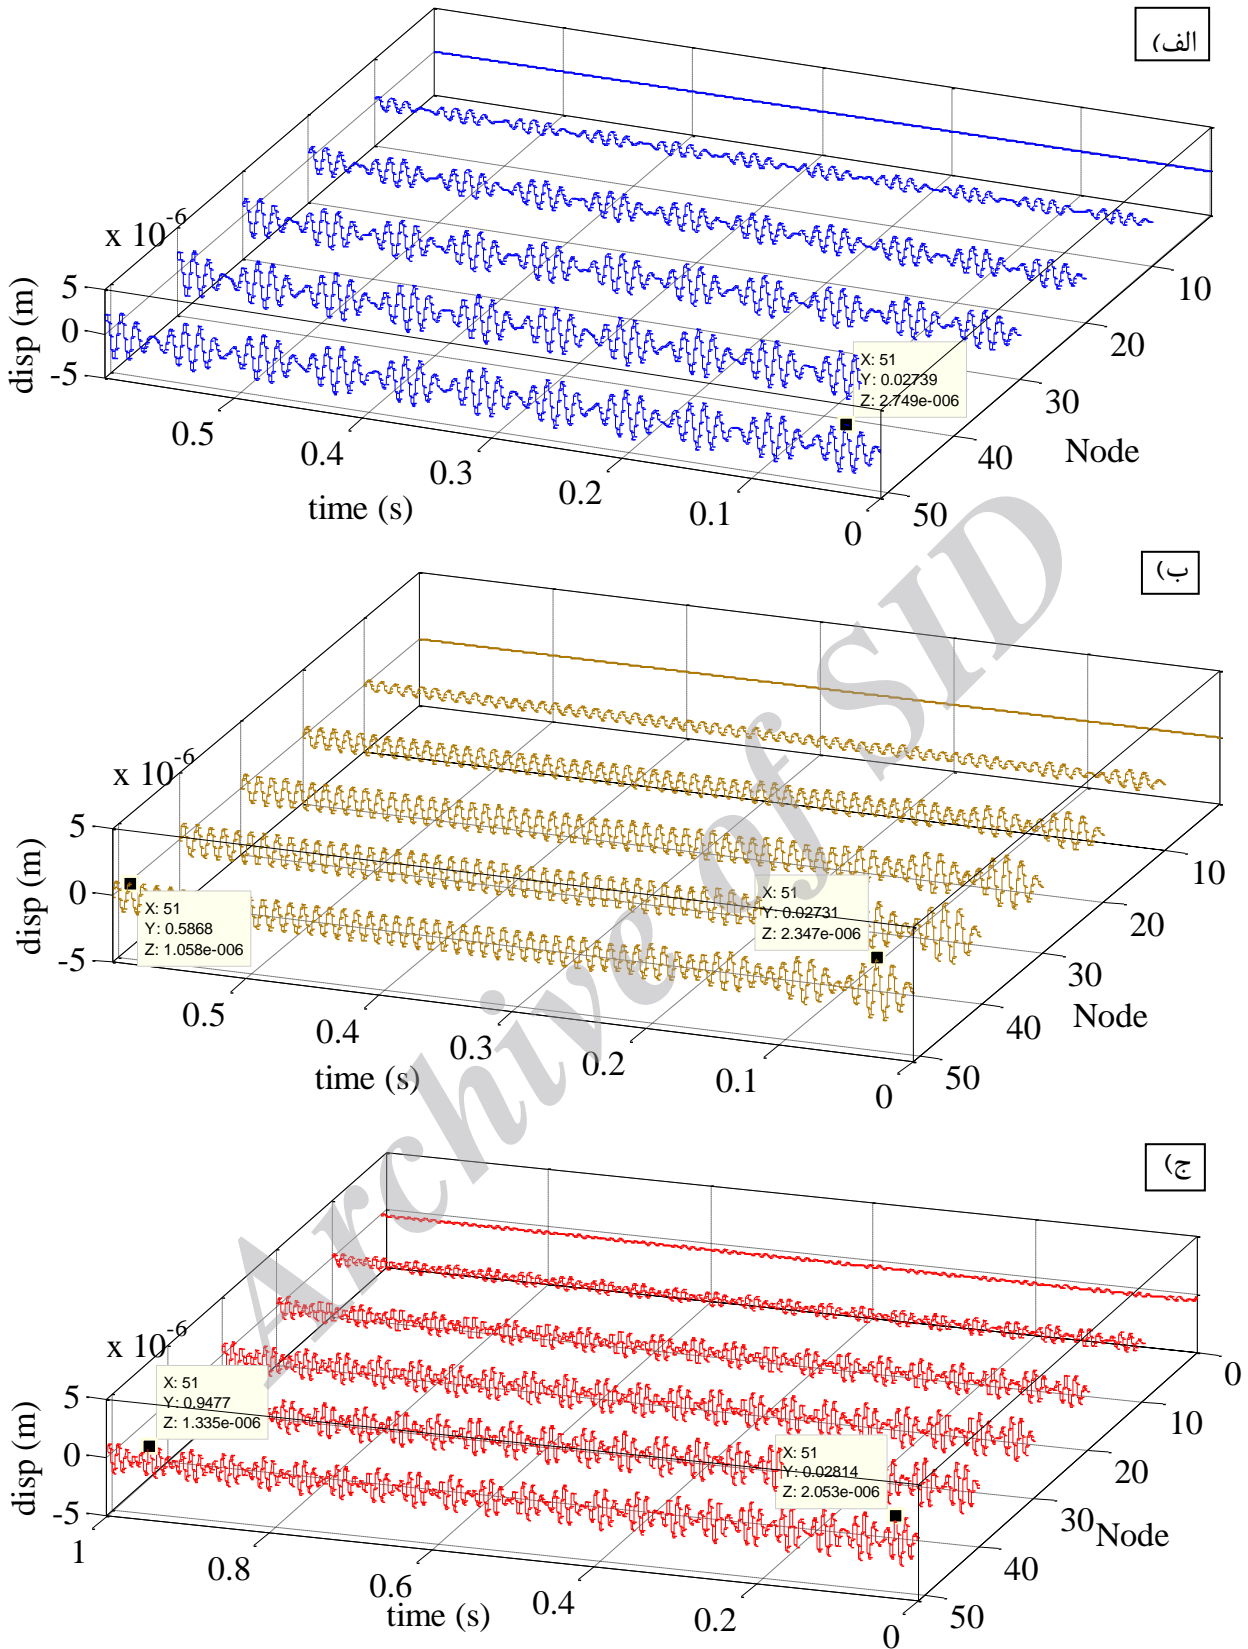 الف)
x 10-6
5
0
-5
disp (m)
0.5
0.4
0.3
0.2
0.1
0
time (s)
10
20
30
40
50
Node
X: 51
Y: 0.02739
Z: 2.749e-006
ب)
x 10-6
5
0
-5
disp (m)
0.5
0.4
0.3
0.2
0.1
0
time (s)
10
20
30
40
50
Node
X: 51
Y: 0.5868
Z: 1.058e-006
X: 51
Y: 0.02731
Z: 2.347e-006
ج)
x 10-6
5
0
-5
disp (m)
1
0.8
0.6
0.4
0.2
0
time (s)
0
10
20
30
40
50
Node
X: 51
Y: 0.9477
Z: 1.335e-006
X: 51
Y: 0.02814
Z: 2.053e-006
Archive of SID